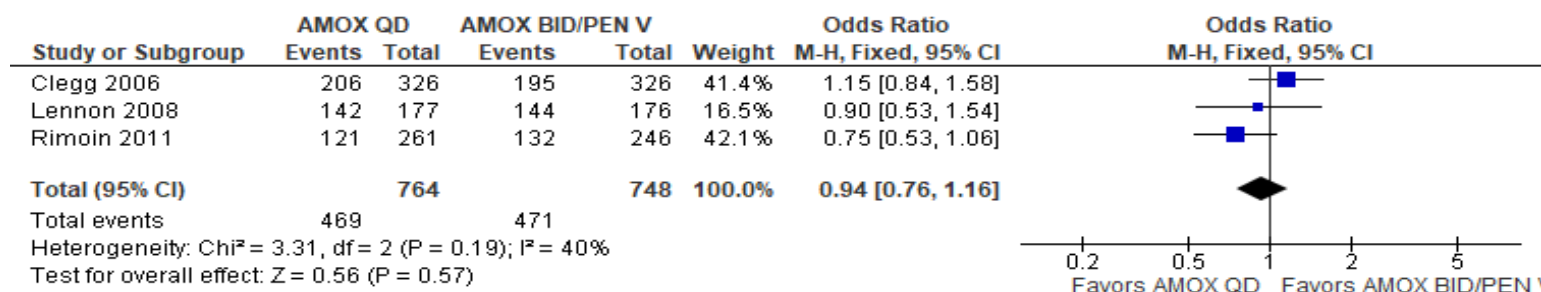 AMOX QD AMOX BID/PEN V Odds Ratio Odds Ratio
Study or Subgroup Events Total Events Total Weight M-H, Fixed, 95% CI M-H, Fixed, 95% CI
Clegg 2006 206 326 195 326 41.4% 1.15 [0.84, 1.58]
Lennon 2008 142 177 144 176 16.5% 0.90 [0.53, 1.54]
Rimoin 2011 121 261 132 246 42.1% 0.75 [0.53, 1.06]
Total (95% CI) 764 748 100.0% 0.94 [0.76, 1.16]
Total events 469 471
Heterogeneity: Chi² = 3.31, df = 2 (P = 0.19); I² = 40%
Test for overall effect: Z = 0.56 (P = 0.57)
0.2 0.5 1 2 5
Favors AMOX QD Favors AMOX BID/PEN V